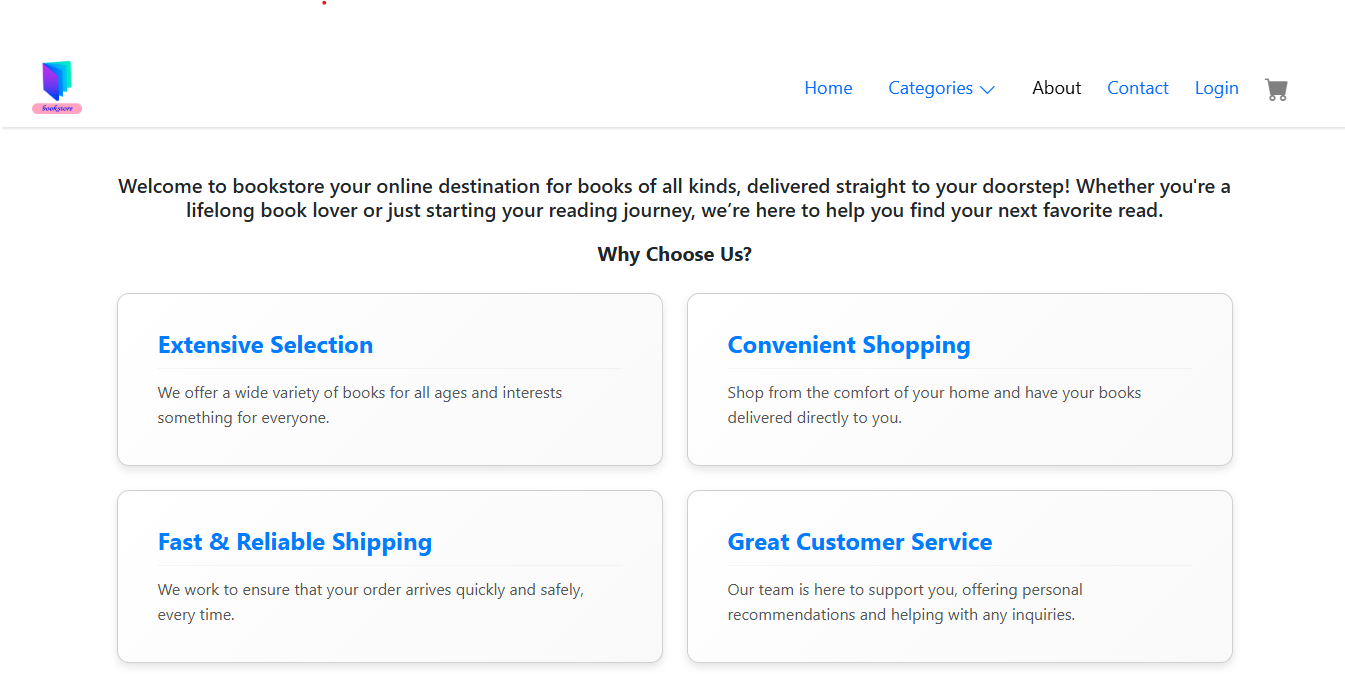 bookstore
Home Categories About Contact Login
Welcome to bookstore your online destination for books of all kinds, delivered straight to your doorstep! Whether you're a
lifelong book lover or just starting your reading journey, we’re here to help you find your next favorite read.
Why Choose Us?
Extensive Selection
We offer a wide variety of books for all ages and interests
something for everyone.
Convenient Shopping
Shop from the comfort of your home and have your books
delivered directly to you.
Fast & Reliable Shipping
We work to ensure that your order arrives quickly and safely,
every time.
Great Customer Service
Our team is here to support you, offering personal
recommendations and helping with any inquiries.